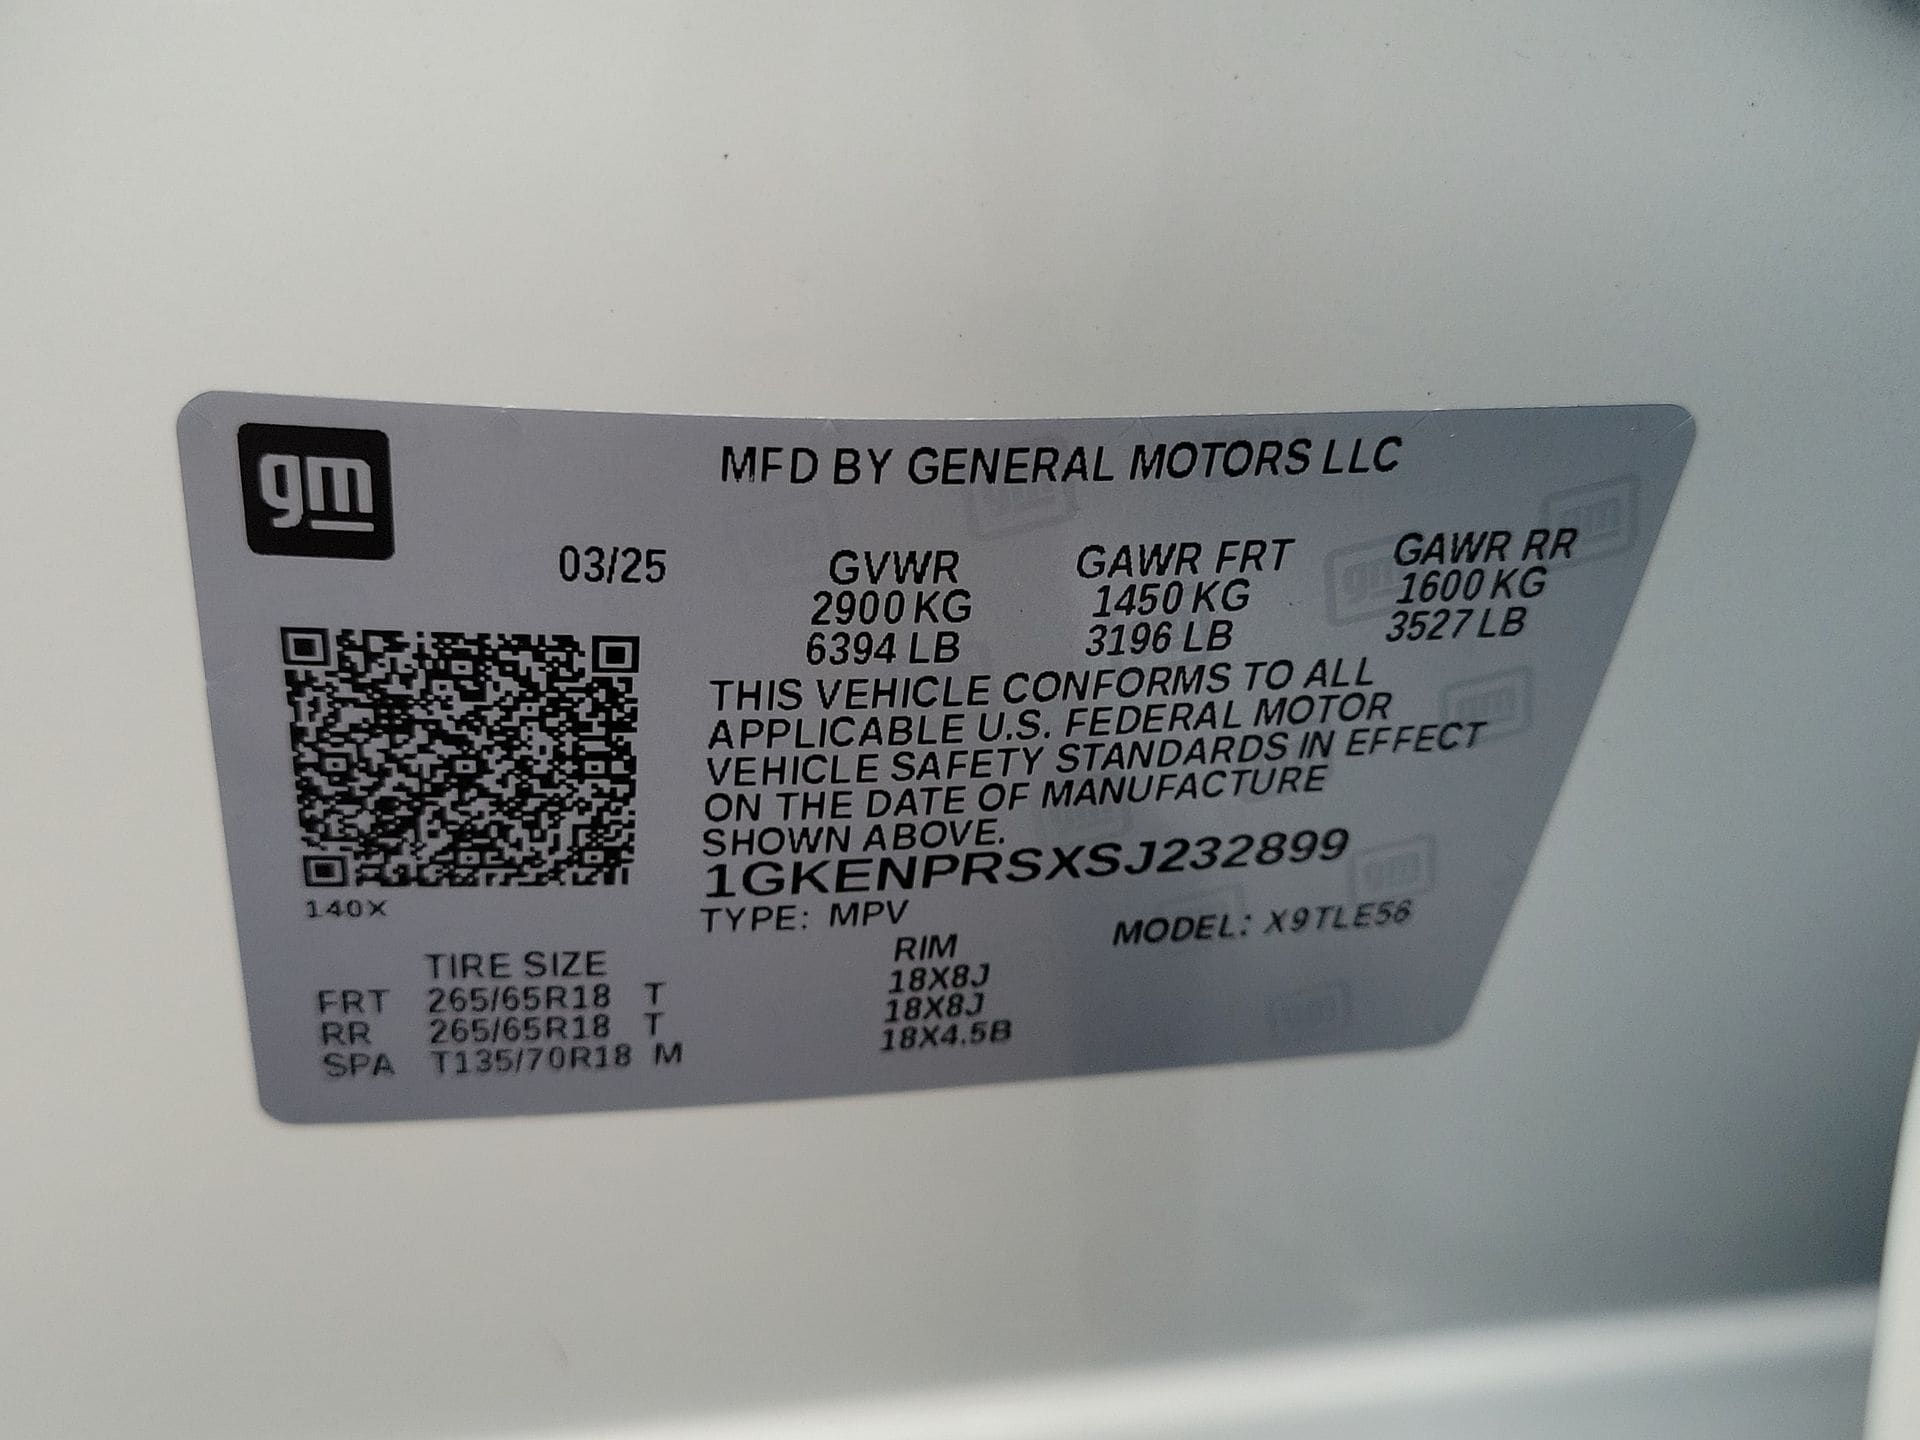 gm
MFD BY GENERAL MOTORS LLC
03/25 GVWR GAWR FRT GAWR RR
2900 KG 1450 KG 1600 KG
6394 LB 3196 LB 3527 LB
THIS VEHICLE CONFORMS TO ALL
APPLICABLE U.S. FEDERAL MOTOR
VEHICLE SAFETY STANDARDS IN EFFECT
ON THE DATE OF MANUFACTURE
SHOWN ABOVE.
1GKENPRSXSJ232899
140X
TYPE: MPV MODEL: X9TLE56
TIRE SIZE RIM
FRT 265/65R18 T 18X8J
RR 265/65R18 T 18X8J
SPA T135/70R18 M 18X4.5B